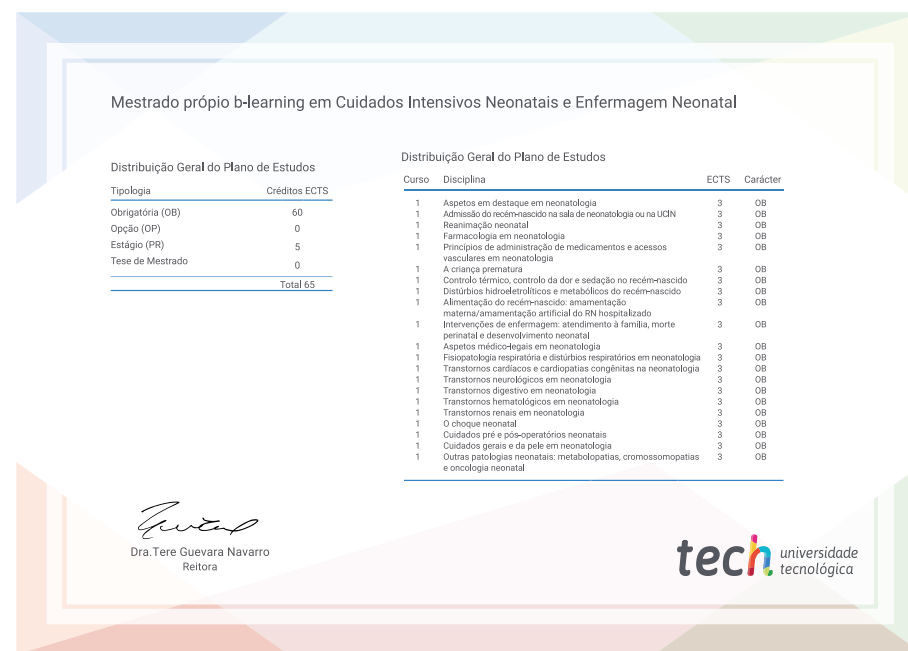 Mestrado própio b-learning em Cuidados Intensivos Neonatais e Enfermagem Neonatal
Distribuição Geral do Plano de Estudos
Tipologia Créditos ECTS
Obrigatória (OB) 60
Opção (OP) 0
Estágio (PR) 5
Tese de Mestrado 0
Total 65
Distribuição Geral do Plano de Estudos
Curso Disciplina ECTS Carácter
1 Aspetos em destaque em neonatologia 3 OB
1 Admissão do recém-nascido na sala de neonatologia ou na UCIN 3 OB
1 Reanimação neonatal 3 OB
1 Farmacologia em neonatologia 3 OB
1 Princípios de administração de medicamentos e acessos 3 OB
vasculares em neonatologia
1 A criança prematura 3 OB
1 Controlo térmico, controlo da dor e sedação no recém-nascido 3 OB
1 Distúrbios hidroeletrolíticos e metabólicos do recém-nascido 3 OB
1 Alimentação do recém-nascido: amamentação 3 OB
materna/amamentação artificial do RN hospitalizado
1 Intervenções de enfermagem: atendimento à família, morte 3 OB
perinatal e desenvolvimento neonatal
1 Aspetos médico-legais em neonatologia 3 OB
1 Fisiopatologia respiratória e distúrbios respiratórios em neonatologia 3 OB
1 Transtornos cardíacos e cardiopatias congênitas na neonatologia 3 OB
1 Transtornos neurológicos em neonatologia 3 OB
1 Transtornos digestivo em neonatologia 3 OB
1 Transtornos hematológicos em neonatologia 3 OB
1 Transtornos renais em neonatologia 3 OB
1 O choque neonatal 3 OB
1 Cuidados pré e pós-operatórios neonatais 3 OB
1 Cuidados gerais e da pele em neonatologia 3 OB
1 Outras patologias neonatais: metabolopatias, cromossomopatias 3 OB
e oncologia neonatal
Dra.Tere Guevara Navarro
Reitora
tech universidade
tecnológica